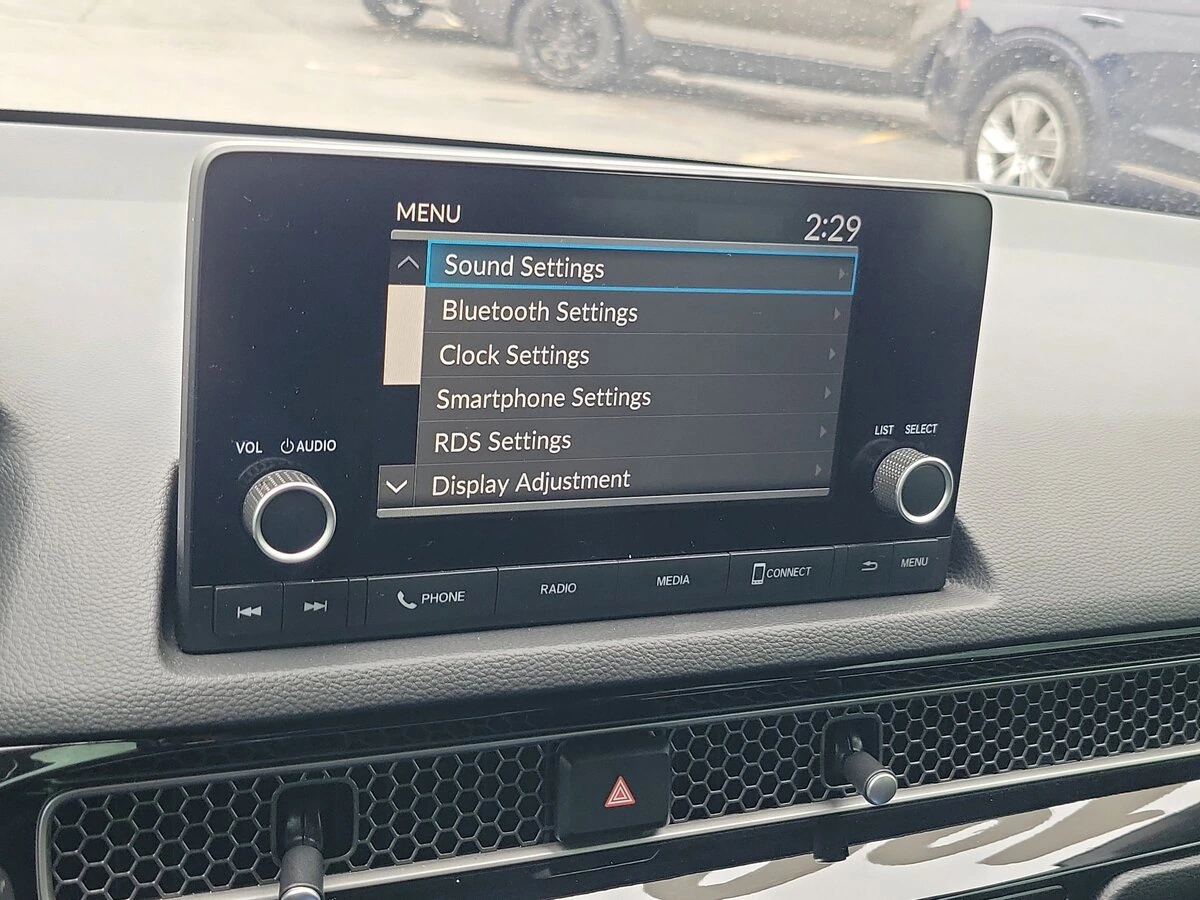 MENU
2:29
Sound Settings
Bluetooth Settings
Clock Settings
Smartphone Settings
RDS Settings
Display Adjustment
VOL AUDIO
LIST SELECT
PHONE
RADIO
MEDIA
CONNECT
MENU